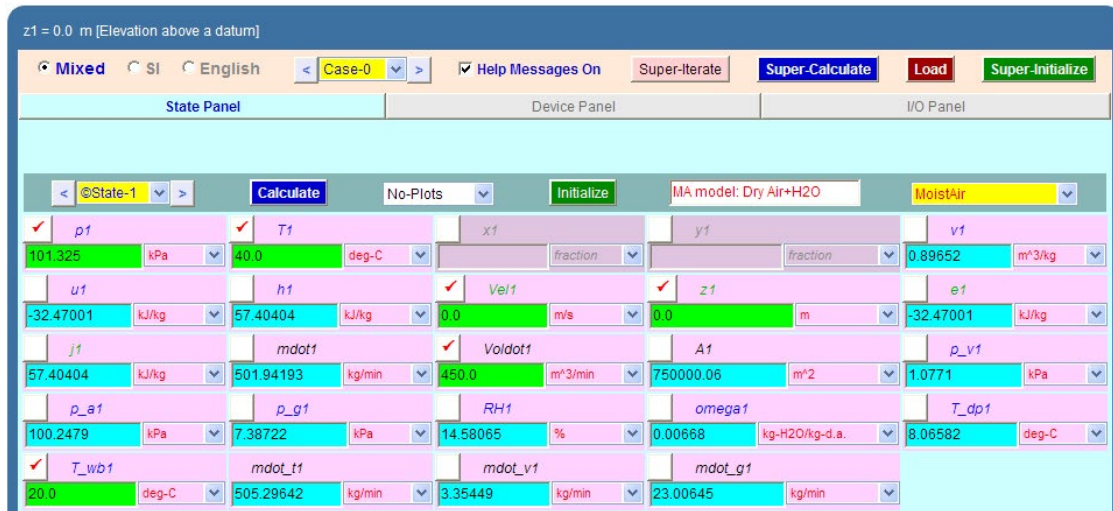 z1 = 0.0 m [Elevation above a datum]
Mixed SI English < Case-0 > Help Messages On Super-Iterate Super-Calculate Load Super-Initialize
State Panel Device Panel I/O Panel
< ©State-1 > Calculate No-Plots Initialize MA model: Dry Air+H2O MoistAir
p1 T1 x1 y1 v1
101.325 kPa 40.0 deg-C fraction fraction 0.89652 m^3/kg
u1 h1 Vel1 z1 e1
-32.47001 kJ/kg 57.40404 kJ/kg 0.0 m/s 0.0 m -32.47001 kJ/kg
j1 mdot1 Voldot1 A1 p_v1
57.40404 kJ/kg 501.94193 kg/min 450.0 m^3/min 750000.06 m^2 1.0771 kPa
p_a1 p_g1 RH1 omega1 T_dp1
100.2479 kPa 7.38722 kPa 14.58065 % 0.00668 kg-H2O/kg-d.a. 8.06582 deg-C
T_wb1 mdot_t1 mdot_v1 mdot_g1
20.0 deg-C 505.29642 kg/min 3.35449 kg/min 23.00645 kg/min